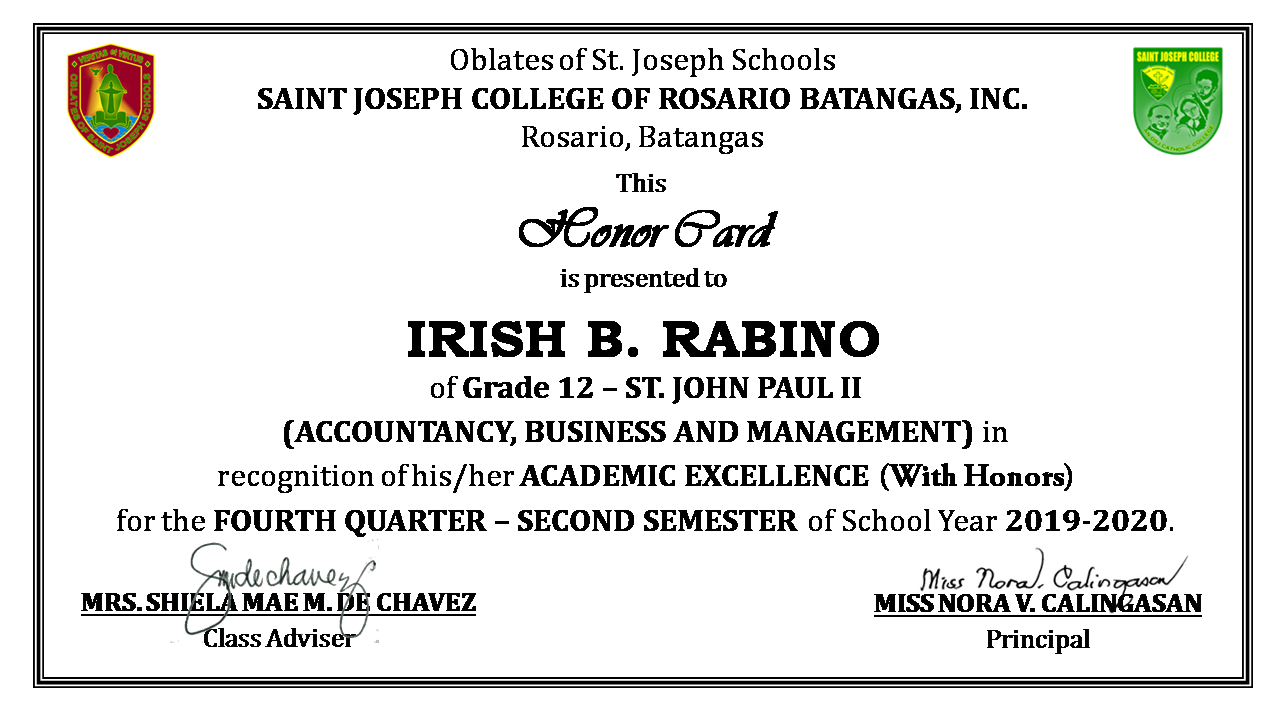 VERITAS et VIRTUS
OBLATES OF SAINT JOSEPH SCHOOLS
SAINT JOSEPH COLLEGE
Oblates of St. Joseph Schools
SAINT JOSEPH COLLEGE OF ROSARIO BATANGAS, INC.
Rosario, Batangas
This
Honor Card
is presented to
IRISH B. RABINO
of Grade 12 – ST. JOHN PAUL II
(ACCOUNTANCY, BUSINESS AND MANAGEMENT) in
recognition of his/her ACADEMIC EXCELLENCE (With Honors)
for the FOURTH QUARTER – SECOND SEMESTER of School Year 2019-2020.
Smdechavez
Miss Nora V. Calingasan
MRS. SHIELA MAE M. DE CHAVEZ
MISS NORA V. CALINGASAN
Class Adviser
Principal